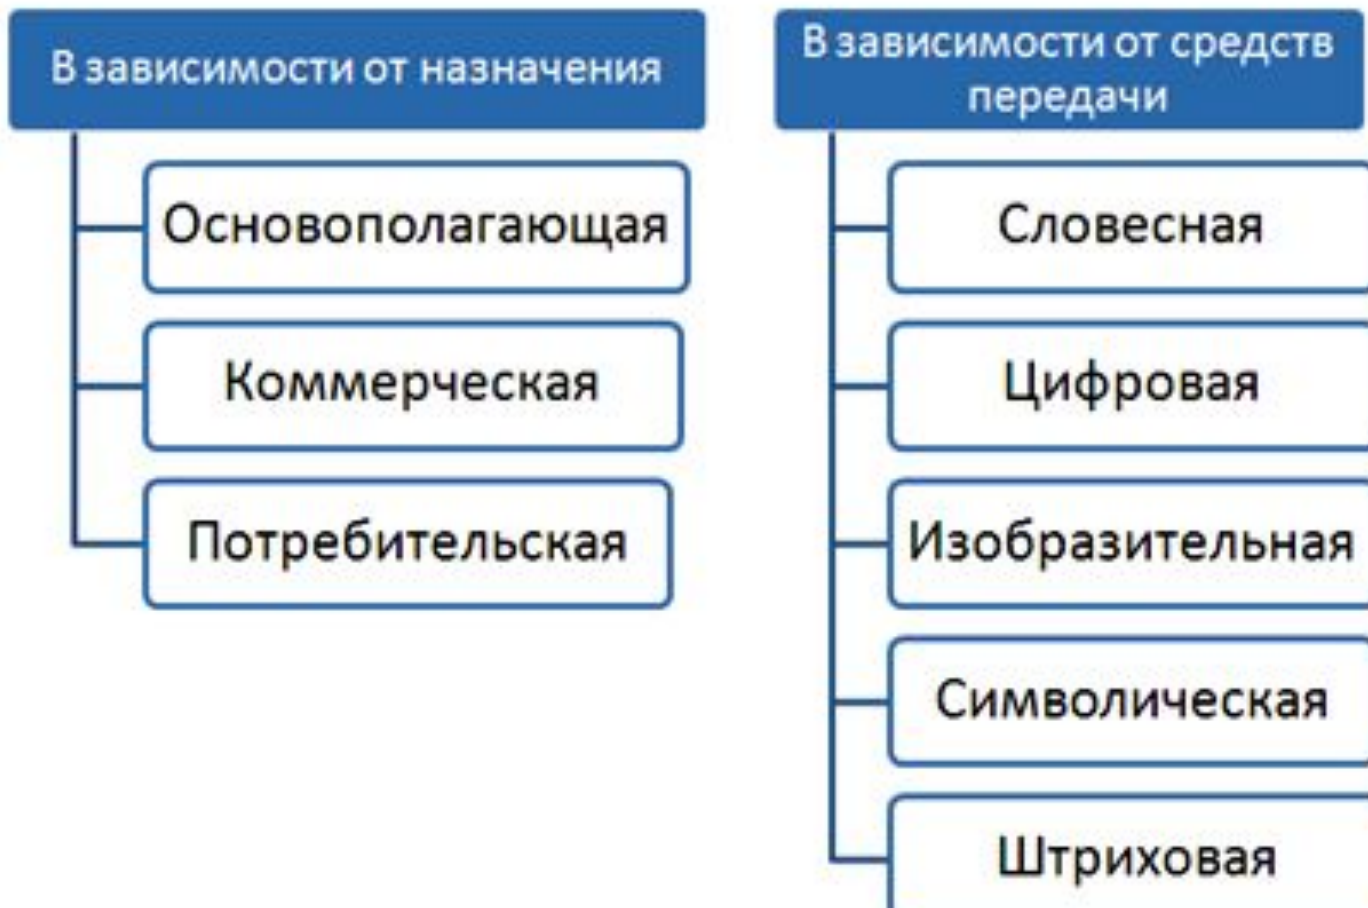 В зависимости от назначения
Основополагающая
Коммерческая
Потребительская
В зависимости от средств
передачи
Словесная
Цифровая
Изобразительная
Символическая
Штриховая